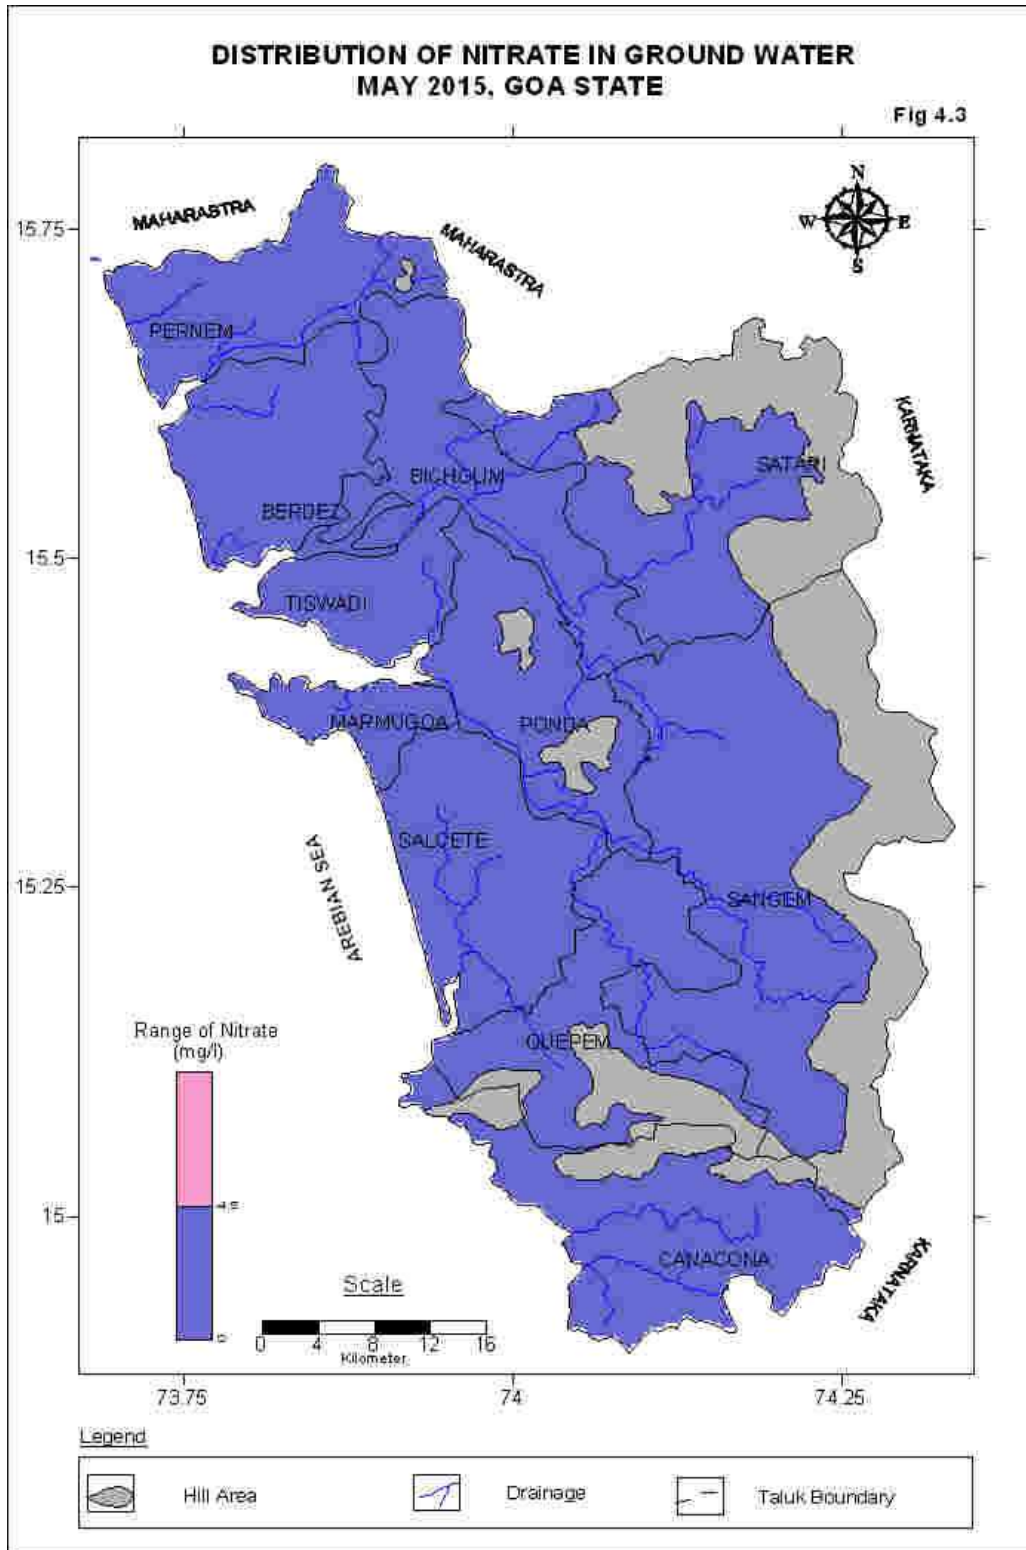 DISTRIBUTION OF NITRATE IN GROUND WATER
MAY 2015, GOA STATE
Fig 4.3
N
W E
S
MAHARASTRA
MAHARASTRA
KARNATAKA
15.75
15.5
15.25
15
PERNEM
BICHOLIM
SATARI
BERDEZ
TISWADI
MARMUGOA
PONDA
SALCETE
SANGEM
AREBIAN SEA
QUEPEM
CANACONA
KARNATAKA
Range of Nitrate
(mg/l)
0
Scale
0 4 8 12 16
Kilometer
73.75 74 74.25
Legend
Hill Area
Drainage
Taluk Boundary